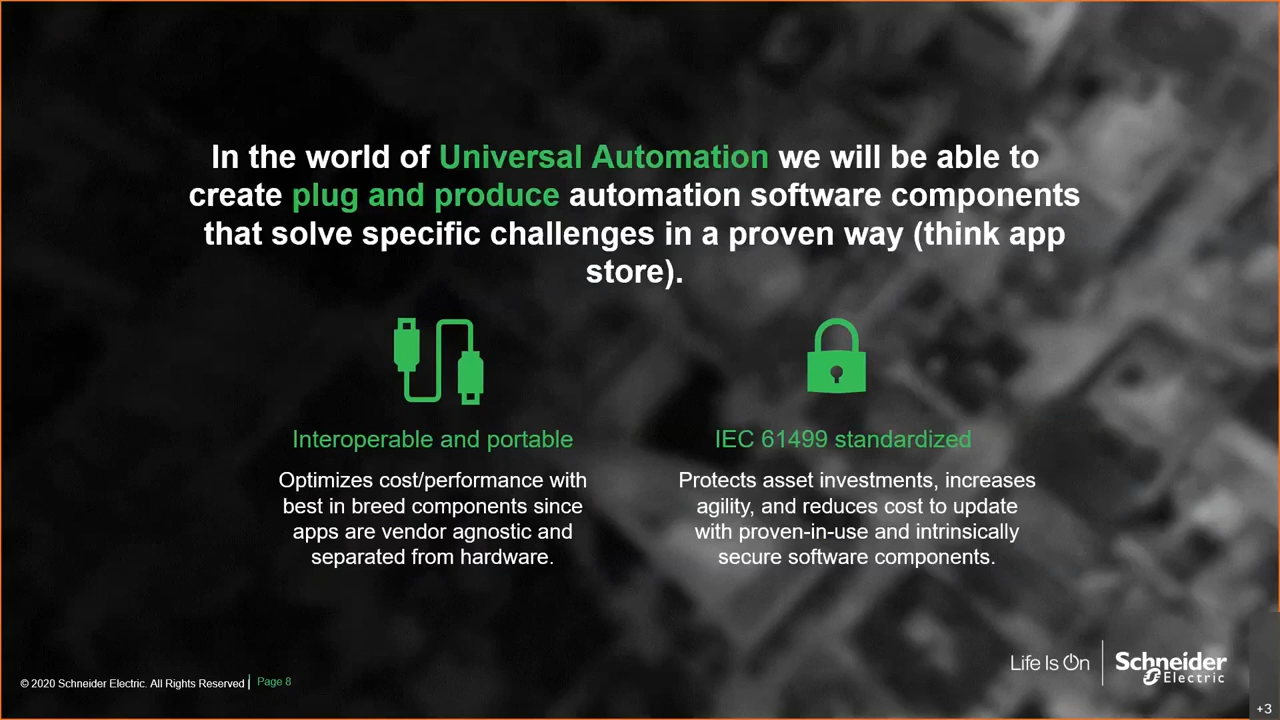 In the world of Universal Automation we will be able to
create plug and produce automation software components
that solve specific challenges in a proven way (think app
store).
Interoperable and portable
Optimizes cost/performance with
best in breed components since
apps are vendor agnostic and
separated from hardware.
IEC 61499 standardized
Protects asset investments, increases
agility, and reduces cost to update
with proven-in-use and intrinsically
secure software components.
Life Is On
Schneider
Electric
© 2020 Schneider Electric. All Rights Reserved
Page 8
+3